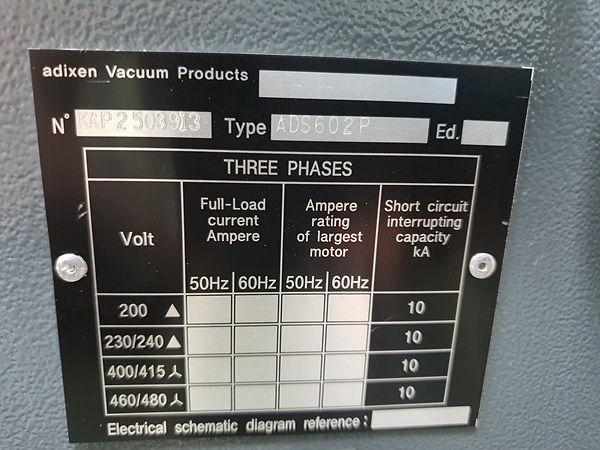 adixen Vacuum Products
N° KAP2503913 Type ADS602P Ed.
THREE PHASES
Volt
Full-Load current Ampere
Ampere rating of largest motor
Short circuit interrupting capacity kA
50Hz 60Hz 50Hz 60Hz
200 10
230/240 10
400/415 10
460/480 10
Electrical schematic diagram reference: